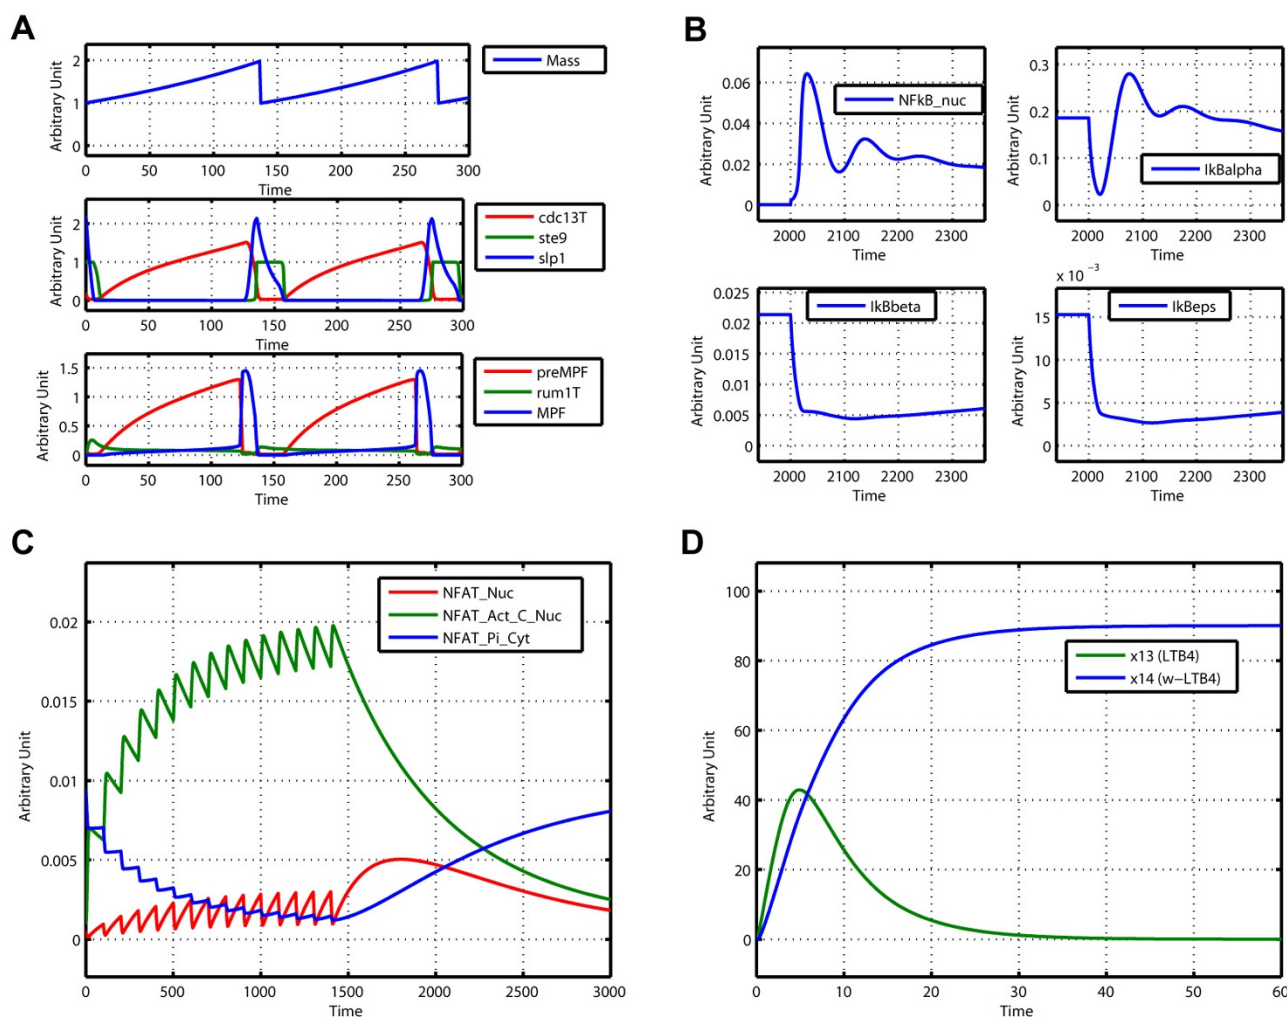 A
Arbitrary Unit
2
1
0
0
50
100
150
200
250
300
Time
Mass
Arbitrary Unit
2
1
0
0
50
100
150
200
250
300
Time
cdc13T
ste9
slp1
Arbitrary Unit
1.5
1
0.5
0
0
50
100
150
200
250
300
Time
preMPF
rum1T
MPF
B
Arbitrary Unit
0.06
0.04
0.02
0
2000
2100
2200
2300
Time
NFkB_nuc
Arbitrary Unit
0.3
0.2
0.1
0
2000
2100
2200
2300
Time
IkBalpha
Arbitrary Unit
0.025
0.02
0.015
0.01
0.005
0
2000
2100
2200
2300
Time
IkBbeta
x 10 -3
Arbitrary Unit
15
10
5
0
2000
2100
2200
2300
Time
IkBeps
C
Arbitrary Unit
0.02
0.015
0.01
0.005
0
0
500
1000
1500
2000
2500
3000
Time
NFAT_Nuc
NFAT_Act_C_Nuc
NFAT_Pi_Cyt
D
Arbitrary Unit
100
80
60
40
20
0
0
10
20
30
40
50
60
Time
x13 (LTB4)
x14 (w−LTB4)